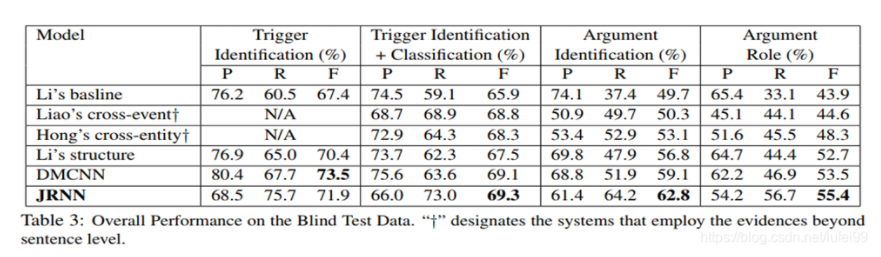 Model Trigger Trigger Identification Argument Argument
Identification (%) + Classification (%) Identification (%) Role (%)
P R F P R F P R F P R F
Li's basline 76.2 60.5 67.4 74.5 59.1 65.9 74.1 37.4 49.7 65.4 33.1 43.9
Liao's cross-event† N/A 68.7 68.9 68.8 50.9 49.7 50.3 45.1 44.1 44.6
Hong's cross-entity† N/A 72.9 64.3 68.3 53.4 52.9 53.1 51.6 45.5 48.3
Li's structure 76.9 65.0 70.4 73.7 62.3 67.5 69.8 47.9 56.8 64.7 44.4 52.7
DMCNN 80.4 67.7 73.5 75.6 63.6 69.1 68.8 51.9 59.1 62.2 46.9 53.5
JRNN 68.5 75.7 71.9 66.0 73.0 69.3 61.4 64.2 62.8 54.2 56.7 55.4
Table 3: Overall Performance on the Blind Test Data. "†" designates the systems that employ the evidences beyond
sentence level.
https://blog.csdn.net/lufei99